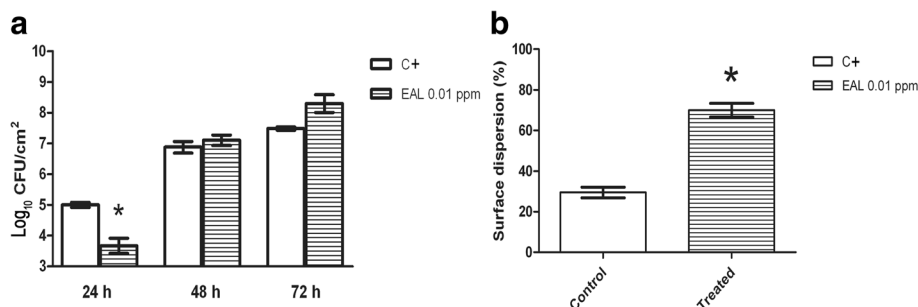 a
Log10 CFU/cm2
10
9
8
7
6
5
4
3
*
24 h 48 h 72 h
C+
EAL 0.01 ppm
b
Surface dispersion (%)
100
80
60
40
20
0
*
Control
Treated
C+
EAL 0.01 ppm